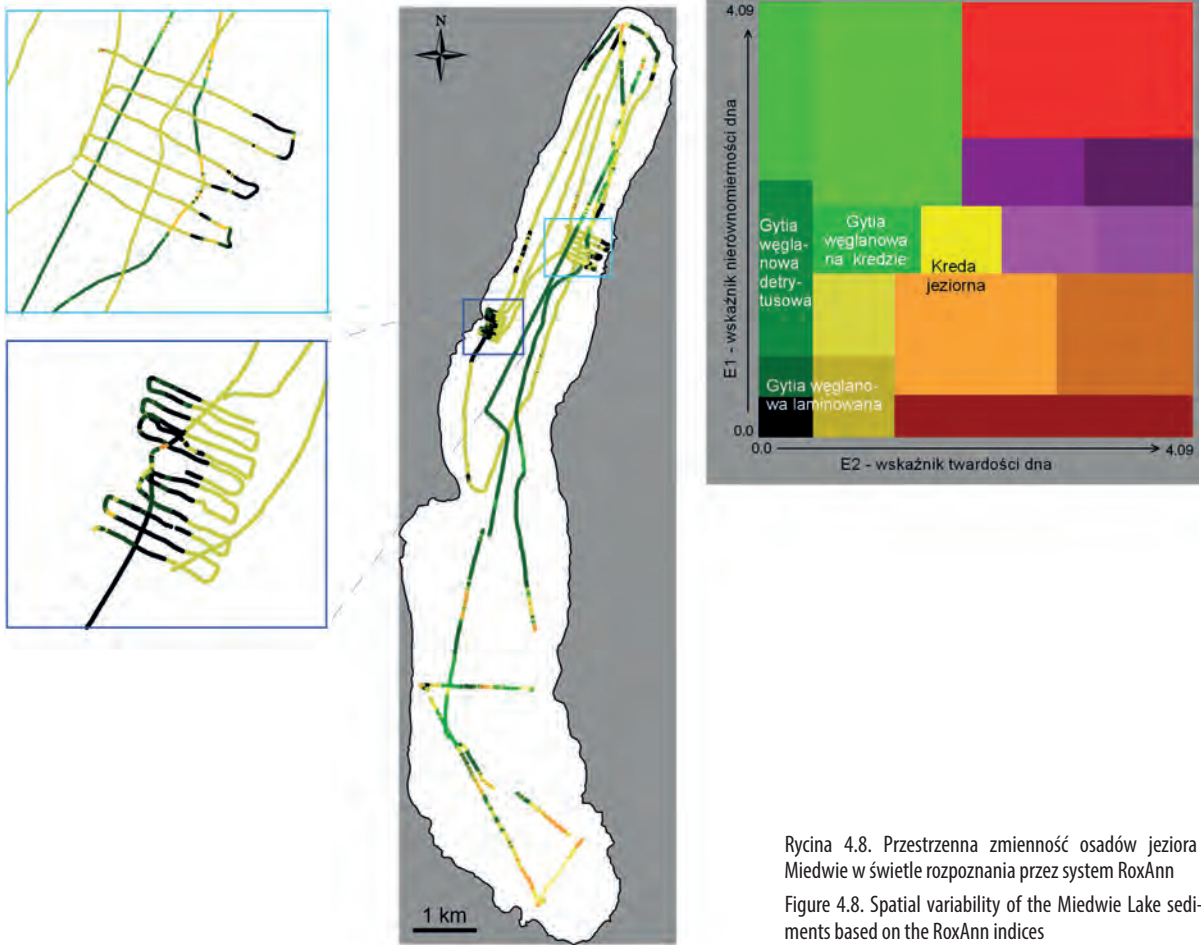 N
1 km
4.09
E1 - wskaźnik nierównomierności dna
0.0
0.0
4.09
E2 - wskaźnik twardości dna
Gytia
węgla-
nowa
detry-
tusowa
Gytia
węglanowa
na kredzie
Kreda
jeziorna
Gytia węglano-
wa laminowana
Rycina 4.8. Przestrzenna zmienność osadów jeziora
Miedwie w świetle rozpoznania przez system RoxAnn
Figure 4.8. Spatial variability of the Miedwie Lake sedi-
ments based on the RoxAnn indices